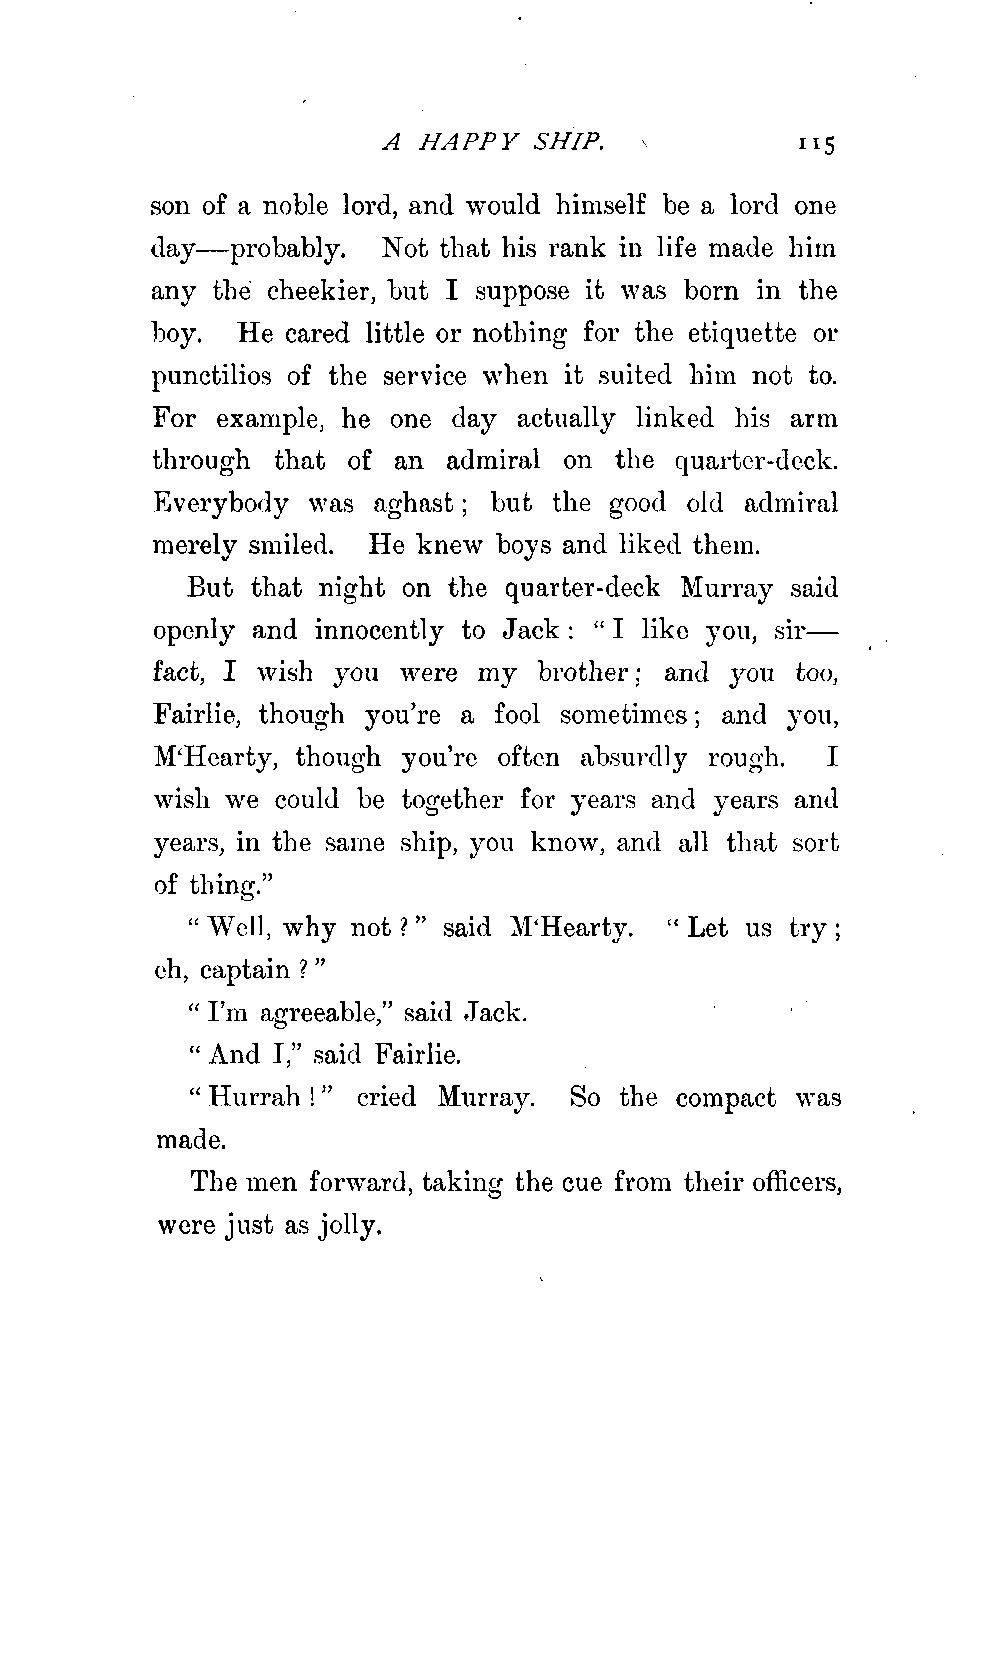 A HAPPY SHIP. 115
son of a noble lord, and would himself be a lord one
day—probably. Not that his rank in life made him
any the cheekier, but I suppose it was born in the
boy. He cared little or nothing for the etiquette or
punctilios of the service when it suited him not to.
For example, he one day actually linked his arm
through that of an admiral on the quarter-deck.
Everybody was aghast; but the good old admiral
merely smiled. He knew boys and liked them.
But that night on the quarter-deck Murray said
openly and innocently to Jack: “I like you, sir—
fact, I wish you were my brother; and you too,
Fairlie, though you’re a fool sometimes; and you,
M‘Hearty, though you’re often absurdly rough. I
wish we could be together for years and years and
years, in the same ship, you know, and all that sort
of thing.”
“Well, why not?” said M‘Hearty. “Let us try;
eh, captain?”
“I’m agreeable,” said Jack.
“And I,” said Fairlie.
“Hurrah!” cried Murray. So the compact was
made.
The men forward, taking the cue from their officers,
were just as jolly.